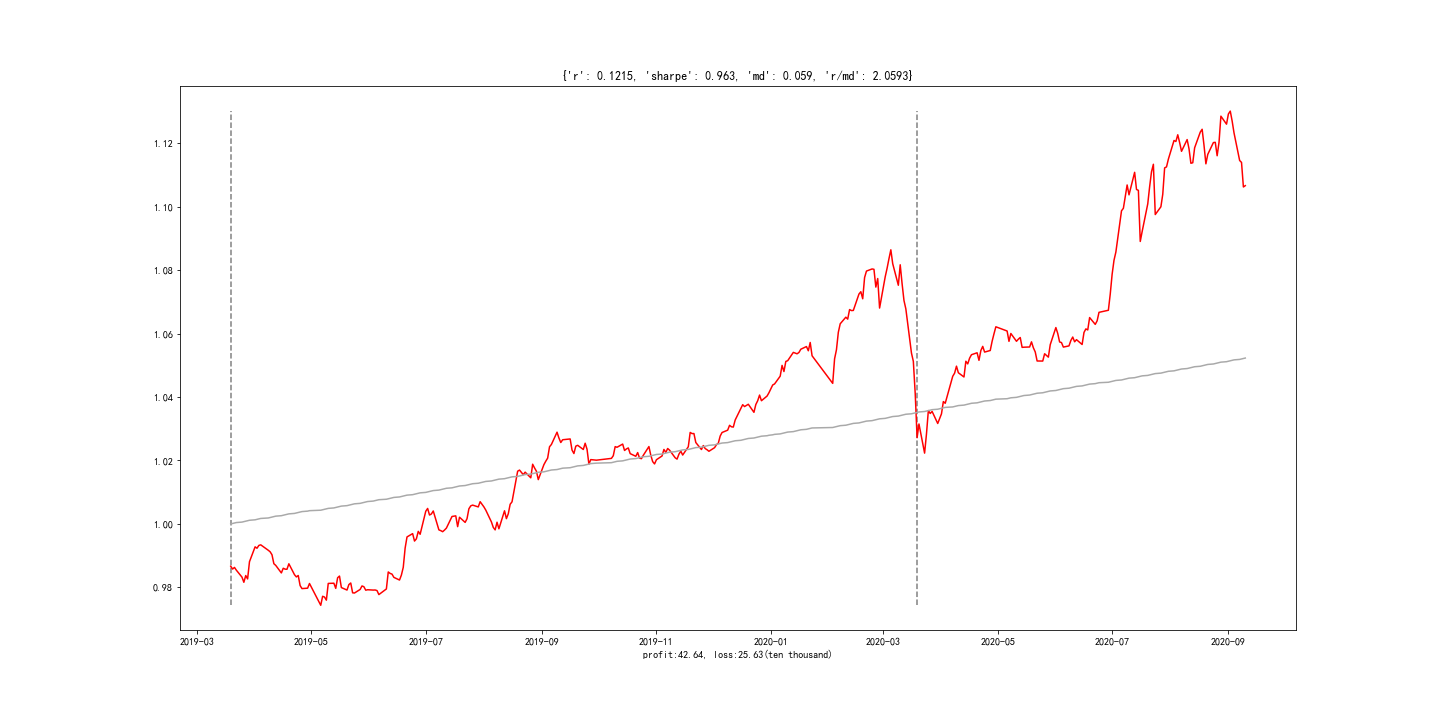 {'r': 0.1215, 'sharpe': 0.963, 'md': 0.059, 'r/md': 2.0593}
1.12
1.10
1.08
1.06
1.04
1.02
1.00
0.98
2019-03 2019-05 2019-07 2019-09 2019-11 2020-01 2020-03 2020-05 2020-07 2020-09
profit:42.64, loss:25.63(ten thousand)